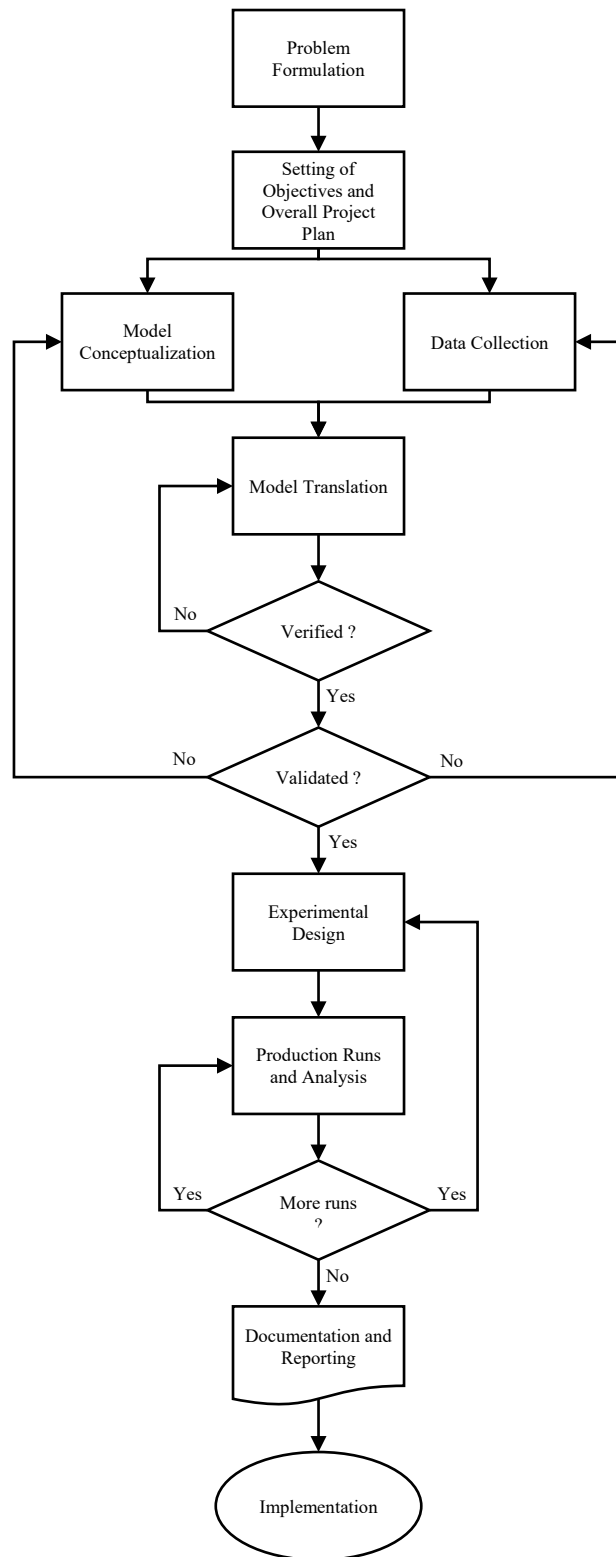 Problem
Formulation
Setting of
Objectives and
Overall Project
Plan
Model
Conceptualization
Data Collection
Model Translation
No
Verified ?
Yes
No
Validated ?
No
Yes
Experimental
Design
Production Runs
and Analysis
Yes
More runs
?
Yes
No
Documentation and
Reporting
Implementation